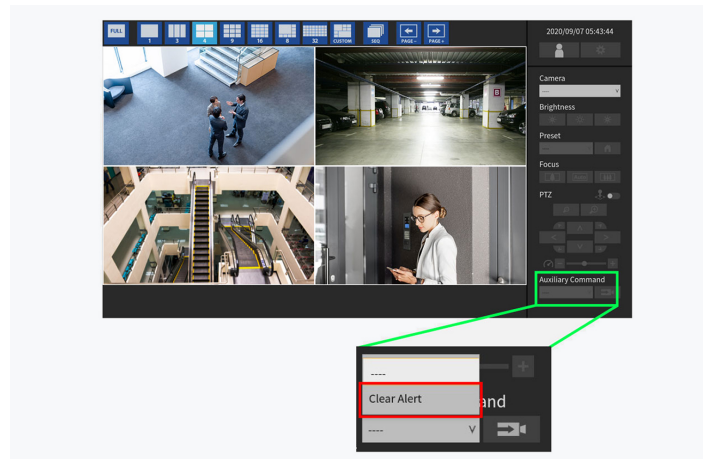 FULL
1
3
4
9
16
8
32
CUSTOM
SEQ
PAGE -
PAGE +
2020/09/07 05:43:44
Camera
----
Brightness
Preset
----
Focus
PTZ
B
Auxiliary Command
----
----
Clear Alert
and
----